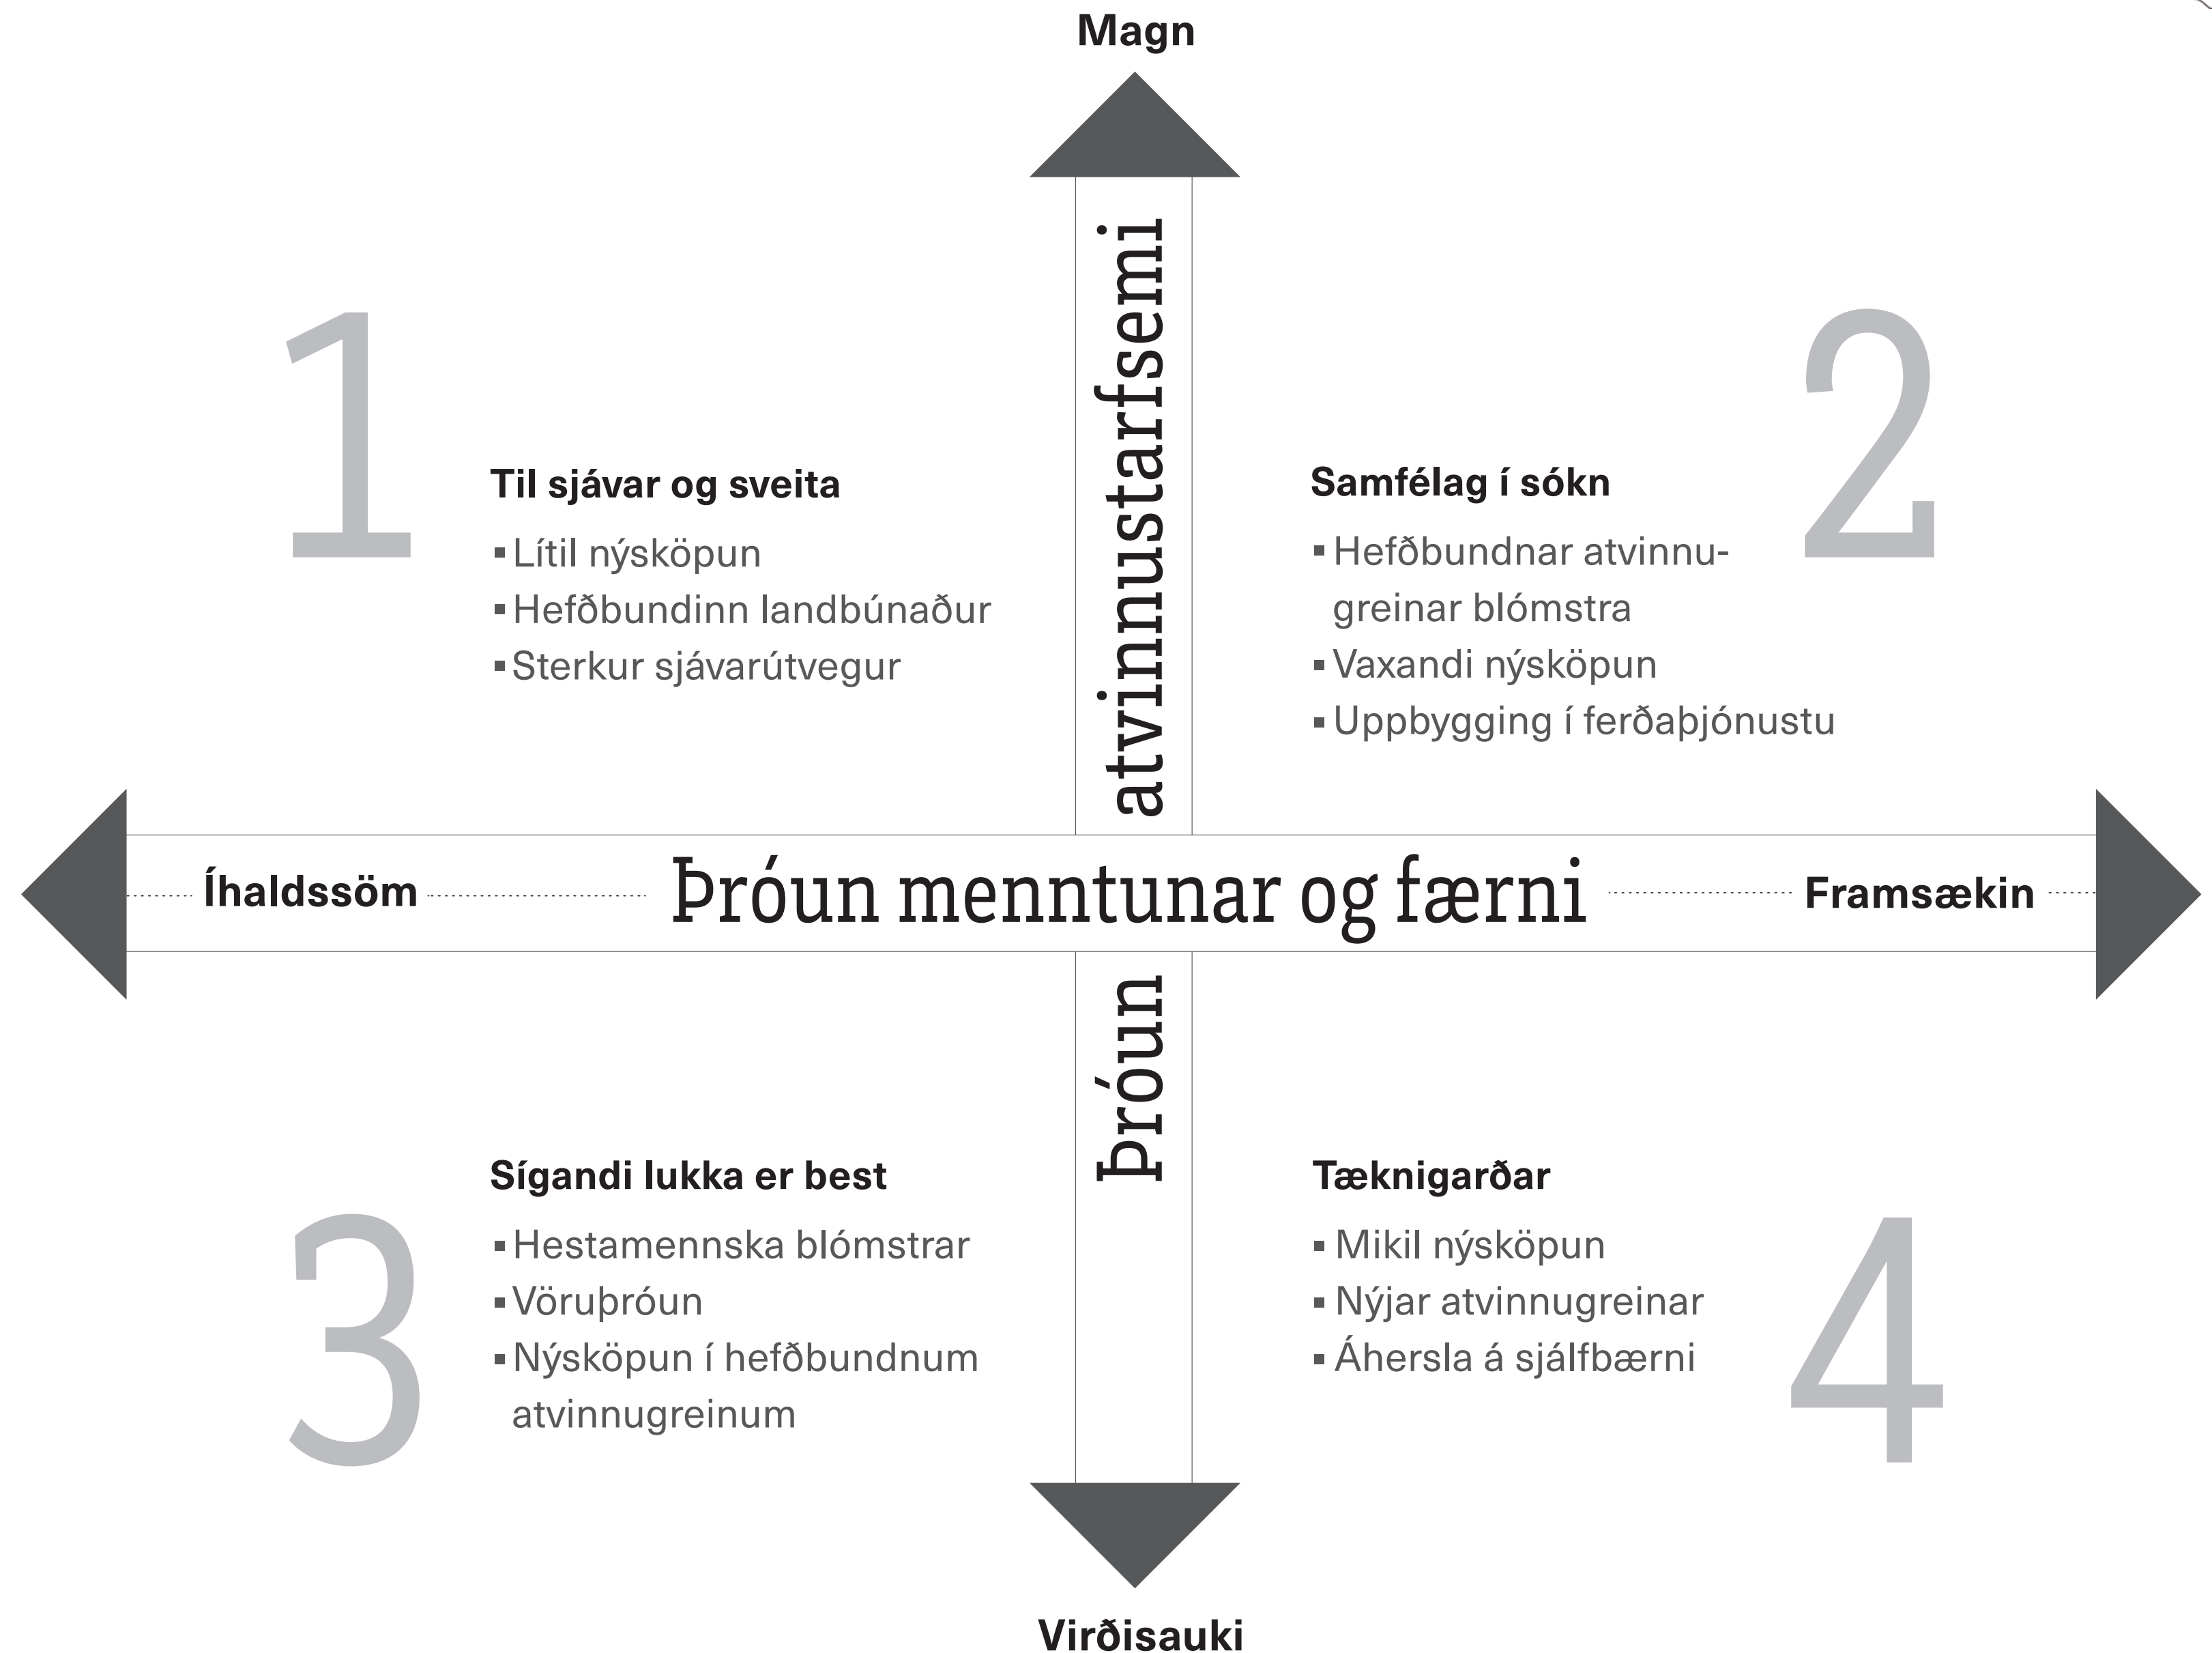 Magn
1
Til sjávar og sveita
▪ Lítil nýsköpun
▪ Hefðbundinn landbúnaður
▪ Sterkur sjávarútvegur
2
Samfélag í sókn
▪ Hefðbundnar atvinnu-
greinar blómstra
▪ Vaxandi nýsköpun
▪ Uppbygging í ferðaþjónustu
Þróun atvinnustarfsemi
Íhaldssöm
Þróun menntunar og færni
Framsækin
3
Sígandi lukka er best
▪ Hestamennska blómstrar
▪ Vöruþróun
▪ Nýsköpun í hefðbundnum
atvinnugreinum
4
Tæknigarðar
▪ Mikil nýsköpun
▪ Nýjar atvinnugreinar
▪ Áhersla á sjálfbærni
Virðisauki